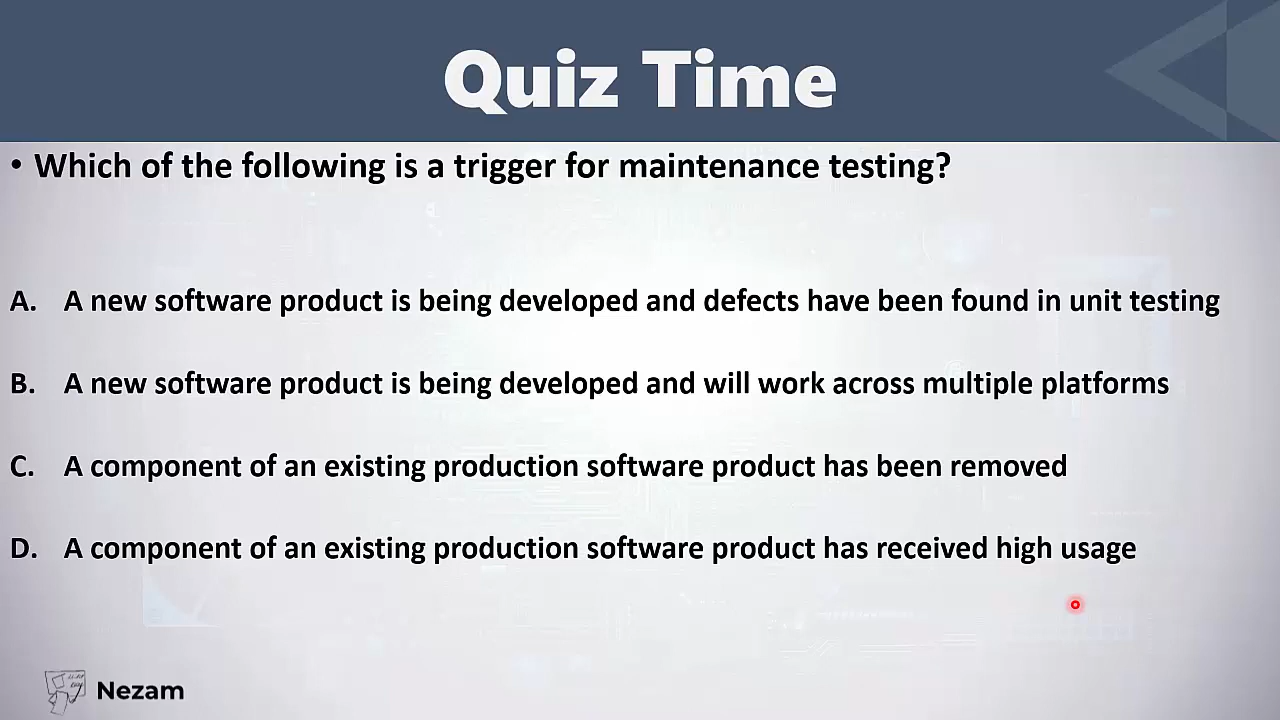 Quiz Time
• Which of the following is a trigger for maintenance testing?
A. A new software product is being developed and defects have been found in unit testing
B. A new software product is being developed and will work across multiple platforms
C. A component of an existing production software product has been removed
D. A component of an existing production software product has received high usage
Nezam